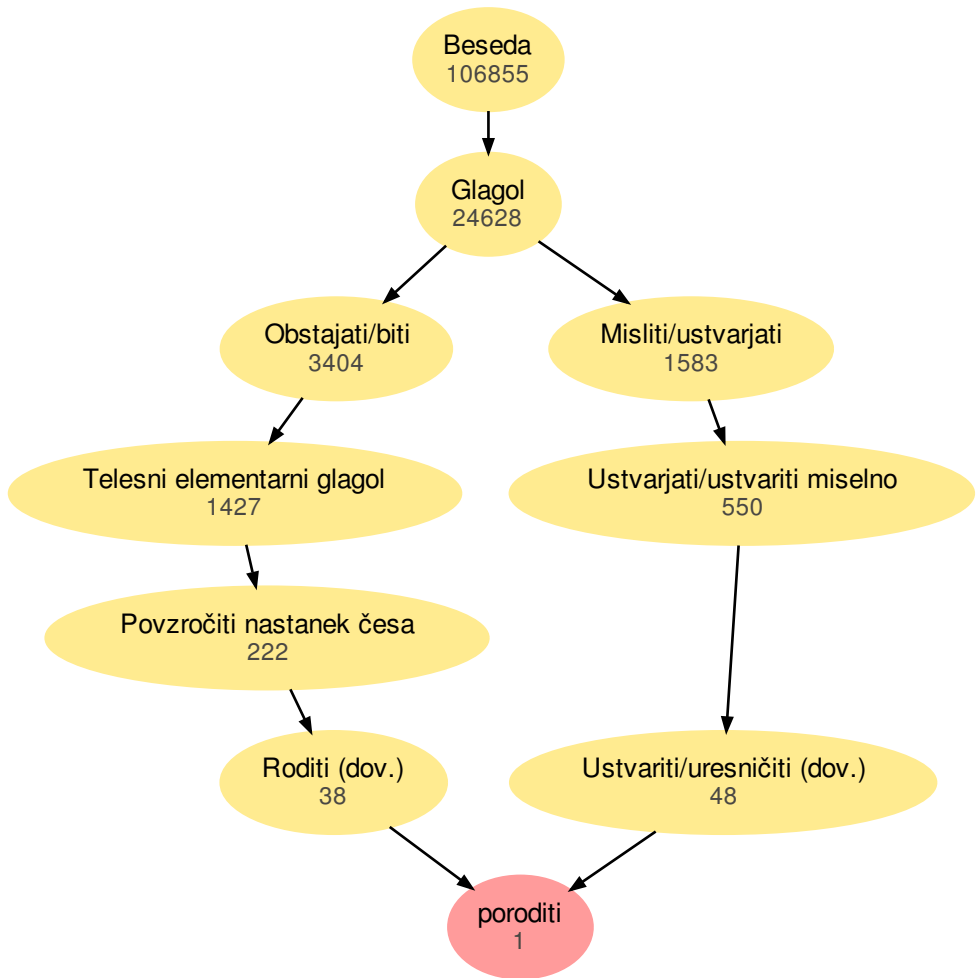 Beseda
106855
Glagol
24628
Obstajati/biti
3404
Misliti/ustvarjati
1583
Telesni elementarni glagol
1427
Ustvarjati/ustvariti miselno
550
Povzročiti nastanek česa
222
Roditi (dov.)
38
Ustvariti/uresničiti (dov.)
48
poroditi
1